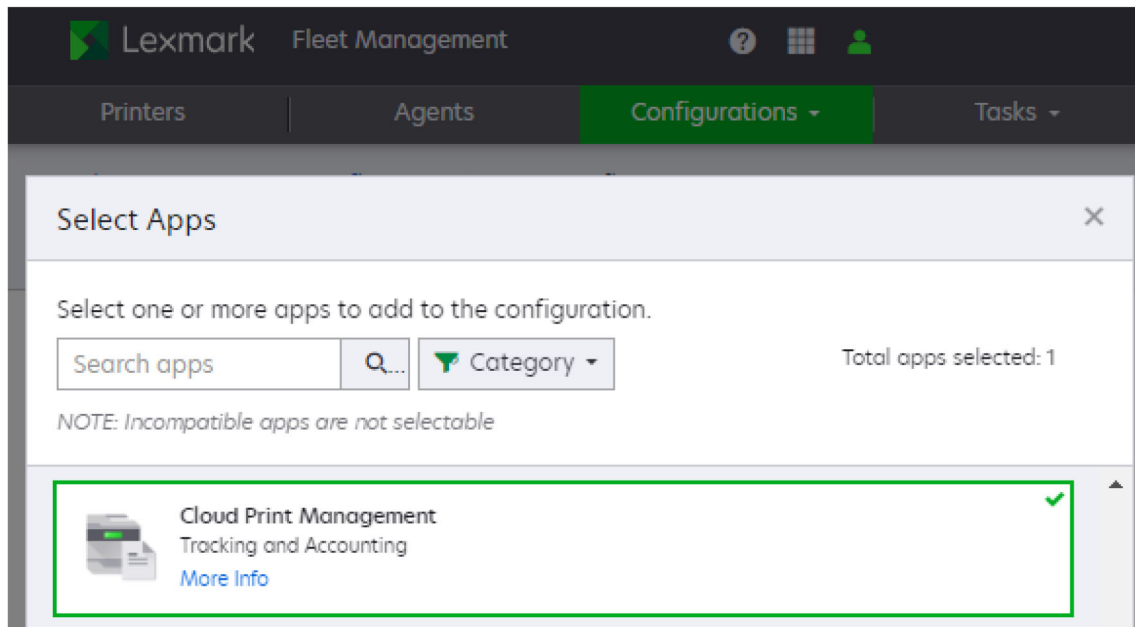 Lexmark Fleet Management
Printers Agents Configurations Tasks
Select Apps
Select one or more apps to add to the configuration.
Search apps Category Total apps selected: 1
NOTE: Incompatible apps are not selectable
Cloud Print Management
Tracking and Accounting
More Info